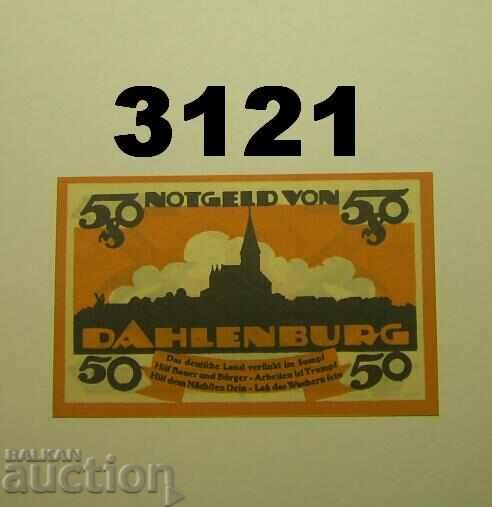 3121
50 NOTGELD VON 50
DAHLENBURG
50 50
Das deutsche Land versinkt im Sumpf
Hilf Bauer und Bürger - Arbeiten ist Trumpf
Hilf dem Nächsten Dein - Laß das Wuchern sein
BALKAN
auction